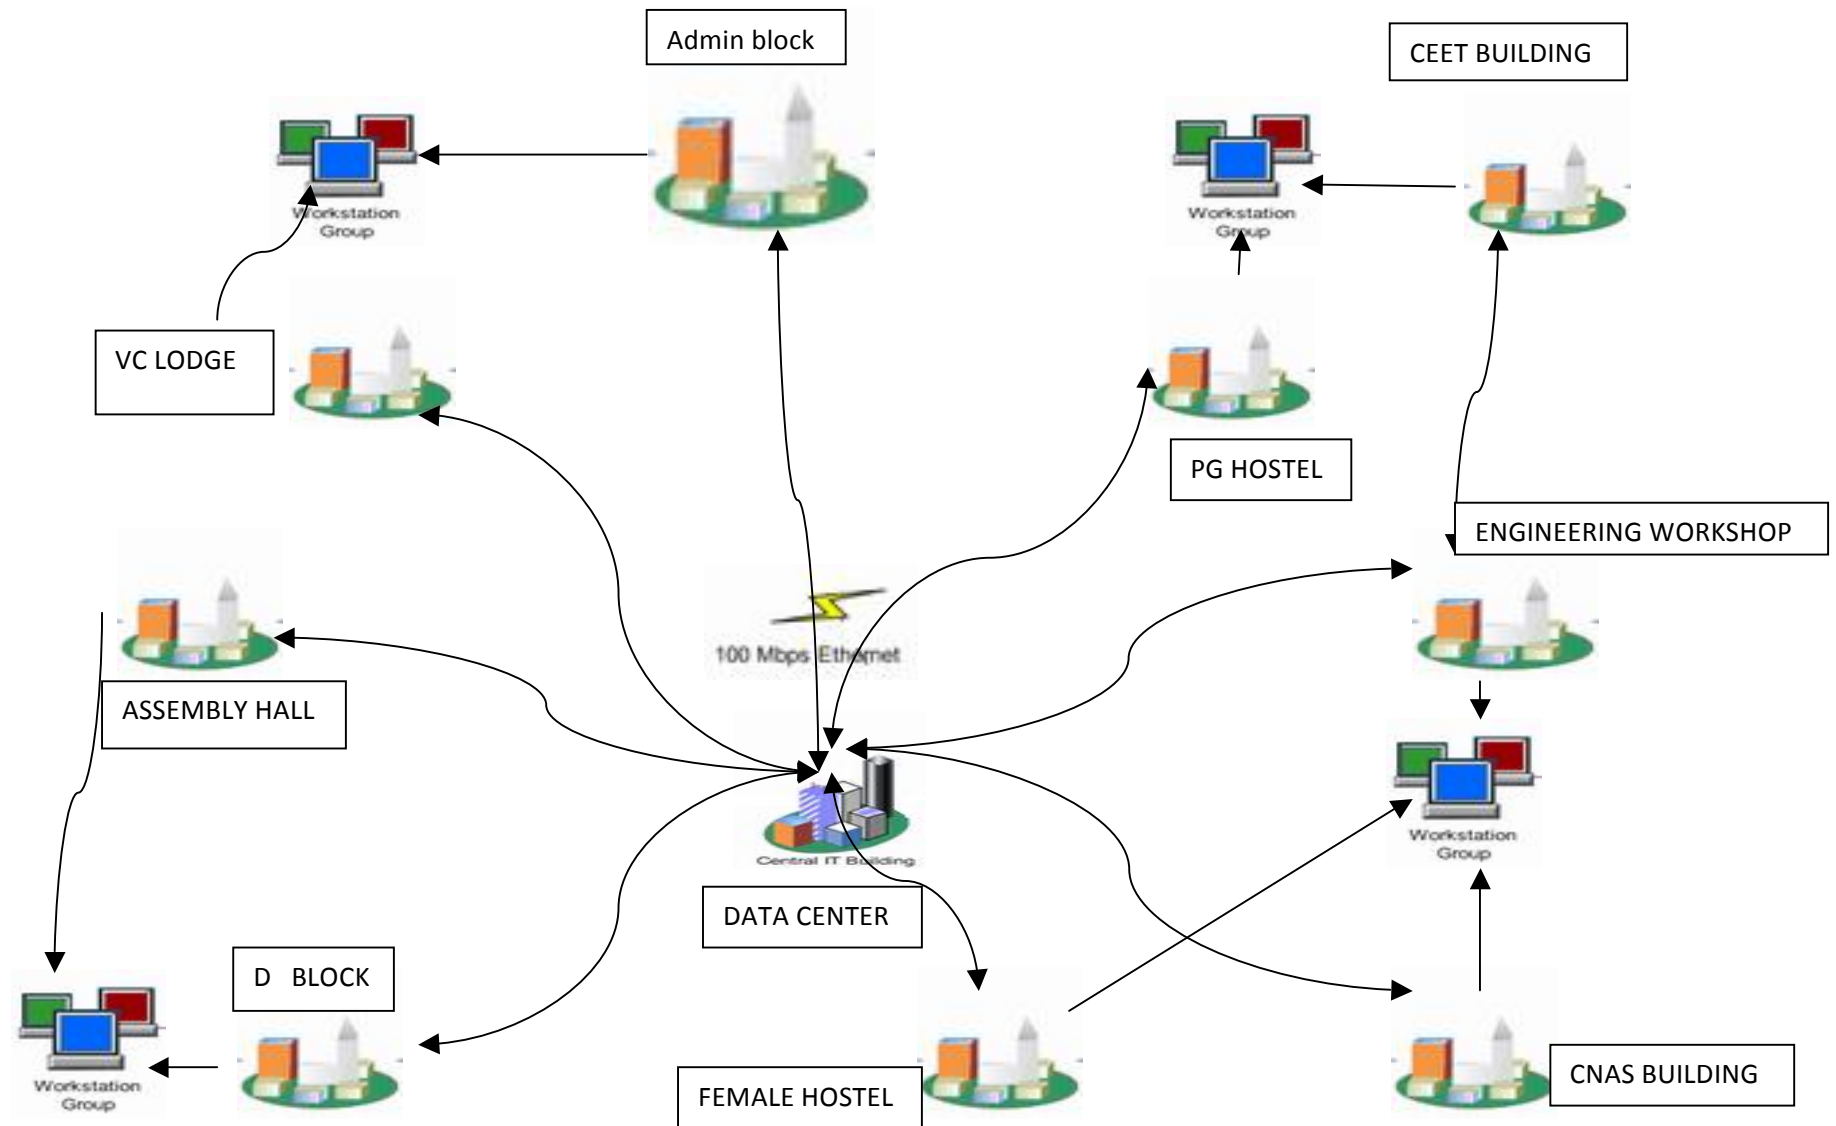 Admin block
CEET BUILDING
Workstation
Group
Workstation
Group
VC LODGE
PG HOSTEL
ENGINEERING WORKSHOP
100 Mbps Ethernet
ASSEMBLY HALL
Workstation
Group
Central IT Building
DATA CENTER
D BLOCK
Workstation
Group
FEMALE HOSTEL
CNAS BUILDING